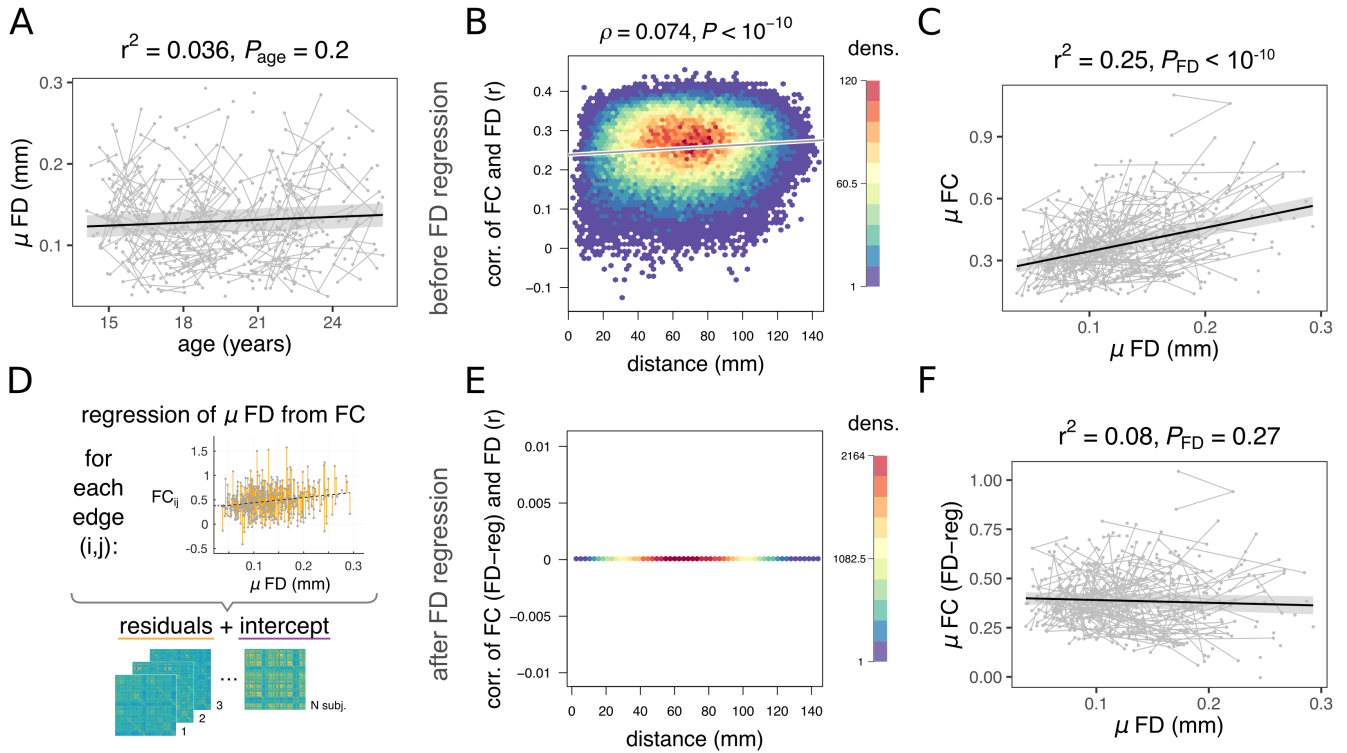 A
r² = 0.036, Page = 0.2
μ FD (mm)
0.3
0.2
0.1
15
18
21
24
age (years)
before FD regression
B
ρ = 0.074, P < 10⁻¹⁰
corr. of FC and FD (r)
0.4
0.3
0.2
0.1
0
−0.1
0
20
40
60
80
100
120
140
distance (mm)
dens.
120
60.5
1
C
r² = 0.25, PFD < 10⁻¹⁰
μ FC
0.9
0.6
0.3
0.1
0.2
0.3
μ FD (mm)
D
regression of μ FD from FC
for
each
edge
(i,j):
FCij
1.5
1
0.5
0.0
−0.5
0.1
0.2
0.3
μ FD (mm)
residuals + intercept
1
2
3
...
N subj.
after FD regression
E
corr. of FC (FD−reg) and FD (r)
0.01
0.005
0
−0.005
−0.01
0
20
40
60
80
100
120
140
distance (mm)
dens.
2164
1082.5
1
F
r² = 0.08, PFD = 0.27
μ FC (FD-reg)
1.00
0.75
0.50
0.25
0.00
0.1
0.2
0.3
μ FD (mm)